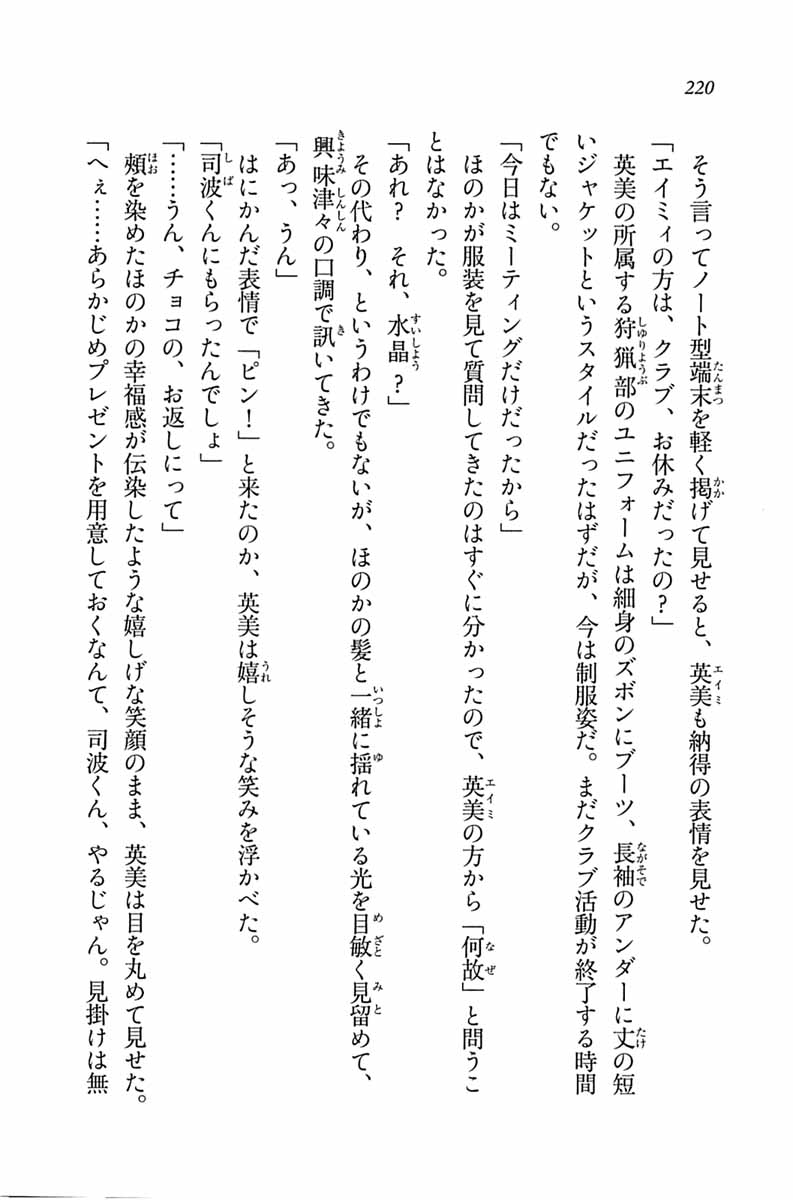 220
そう言ってノート型端末を軽く掲げて見せると、英美も納得の表情を見せた。
「エイミィの方は、クラブ、お休みだったの？」
英美の所属する狩猟部のユニフォームは細身のズボンにブーツ、長袖のアンダーに丈の短
いジャケットというスタイルだったはずだが、今は制服姿だ。まだクラブ活動が終了する時間
でもない。
「今日はミーティングだけだったから」
ほのかが服装を見て質問してきたのはすぐに分かったので、英美の方から「何故」と問うこ
とはなかった。
「あれ？　それ、水晶？」
その代わり、というわけでもないが、ほのかの髪と一緒に揺れている光を目敏く見留めて、
興味津々の口調で訊いてきた。
「あっ、うん」
はにかんだ表情で「ピン！」と来たのか、英美は嬉しそうな笑みを浮かべた。
「司波くんにもらったんでしょ」
「……うん、チョコの、お返しにって」
頰を染めたほのかの幸福感が伝染したような嬉しげな笑顔のまま、英美は目を丸めて見せた。
「へぇ……あらかじめプレゼントを用意しておくなんて、司波くん、やるじゃん。見掛けは無